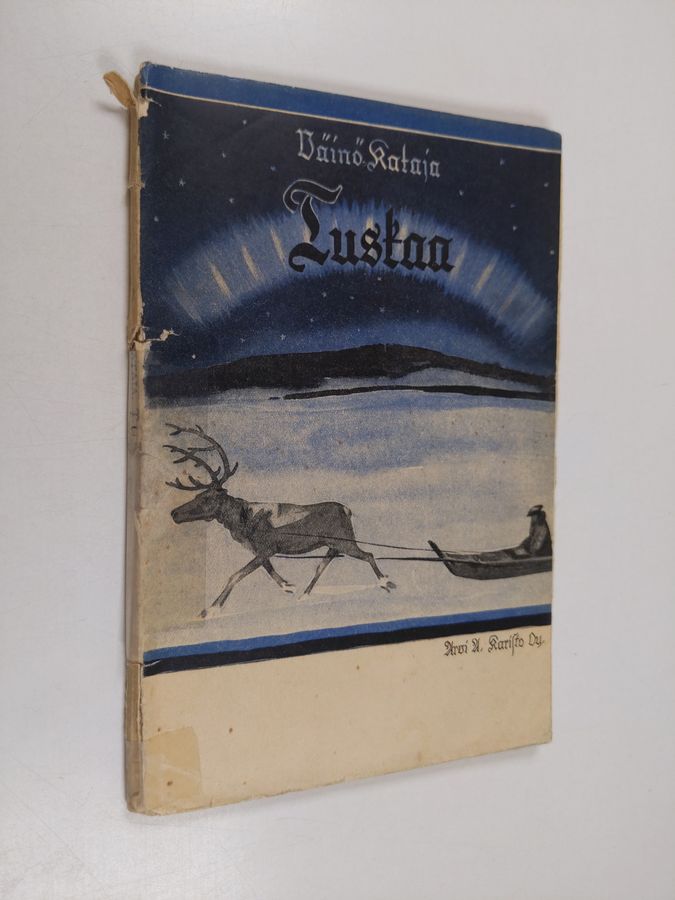 Väinö Kataja
Tuskaa
Arvi A. Karisto Oy.